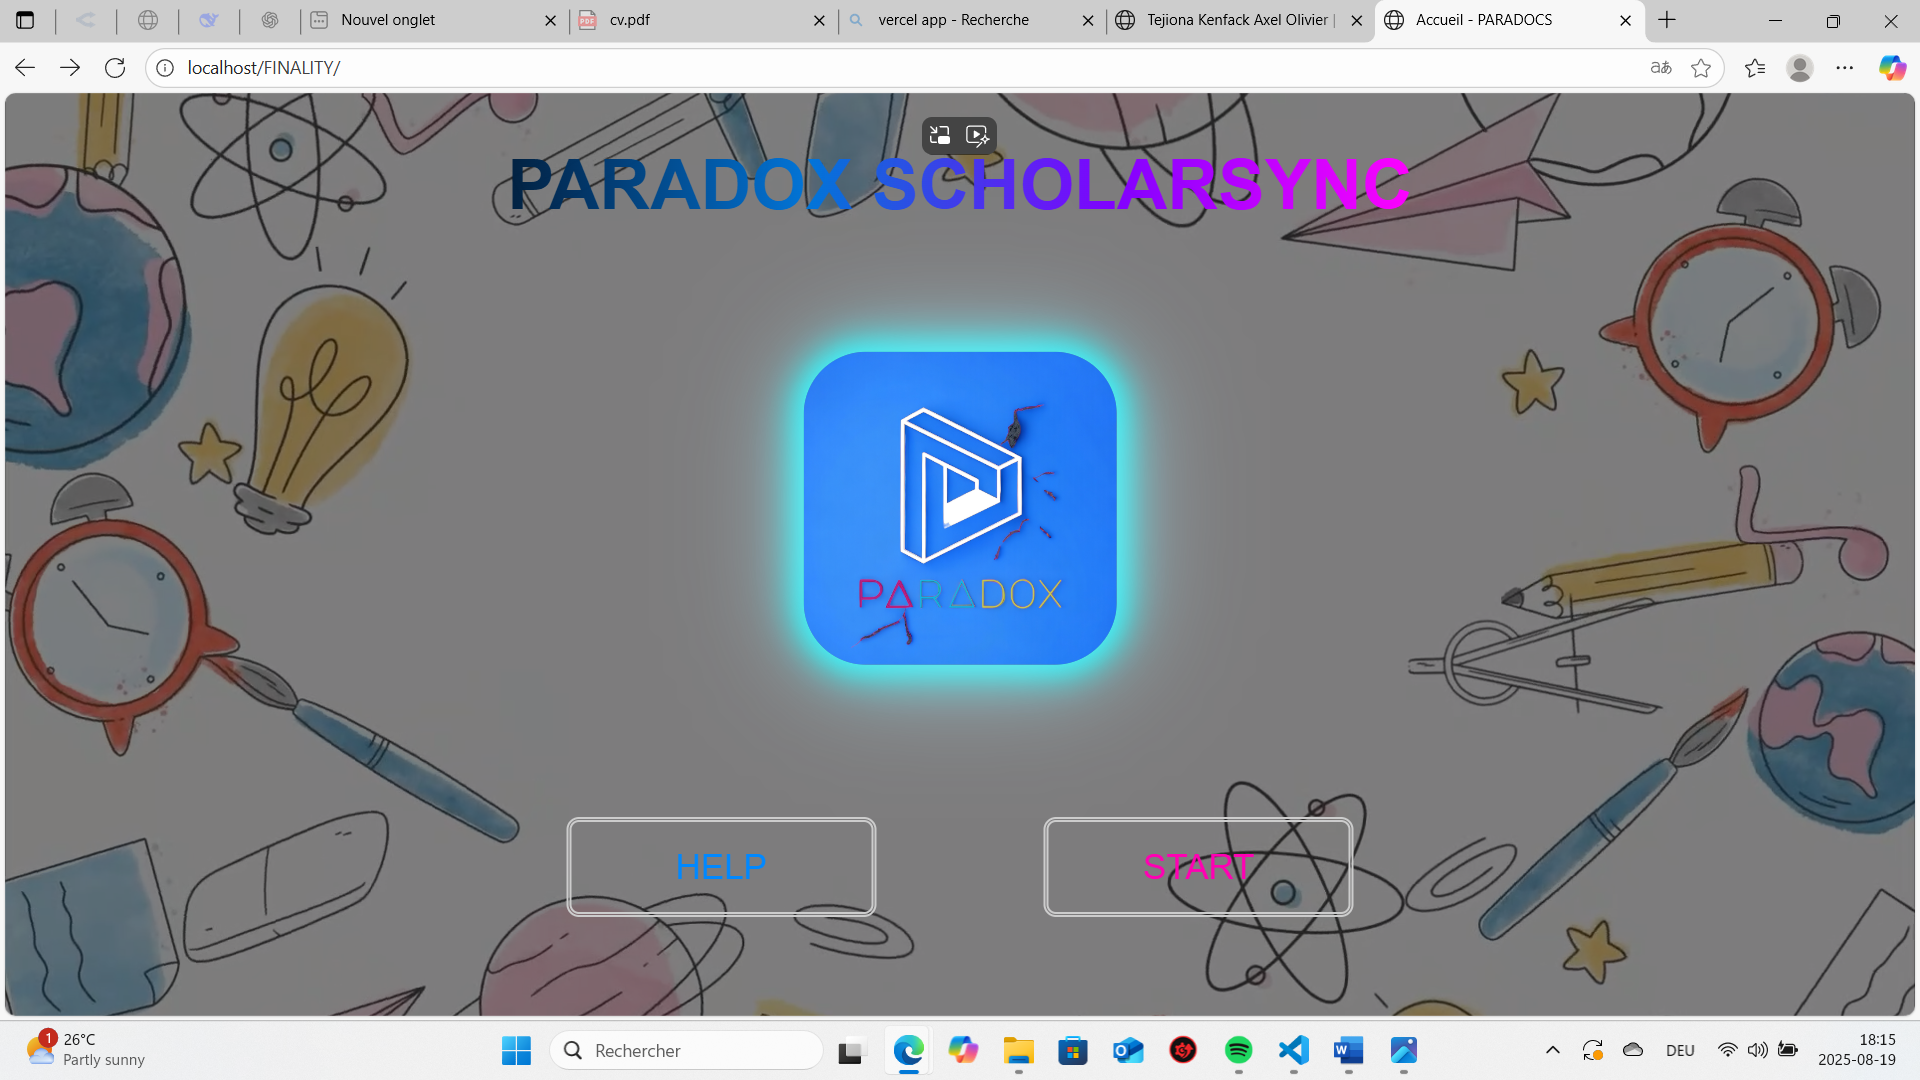 Nouvel onglet
cv.pdf
vercel app - Recherche
Tejiona Kenfack Axel Olivier |
Accueil - PARADOCS
localhost/FINALITY/
PARADOX SCHOLARSYNC
PARADOX
HELP
START
1
26°C
Partly sunny
Rechercher
DEU
18:15
2025-08-19